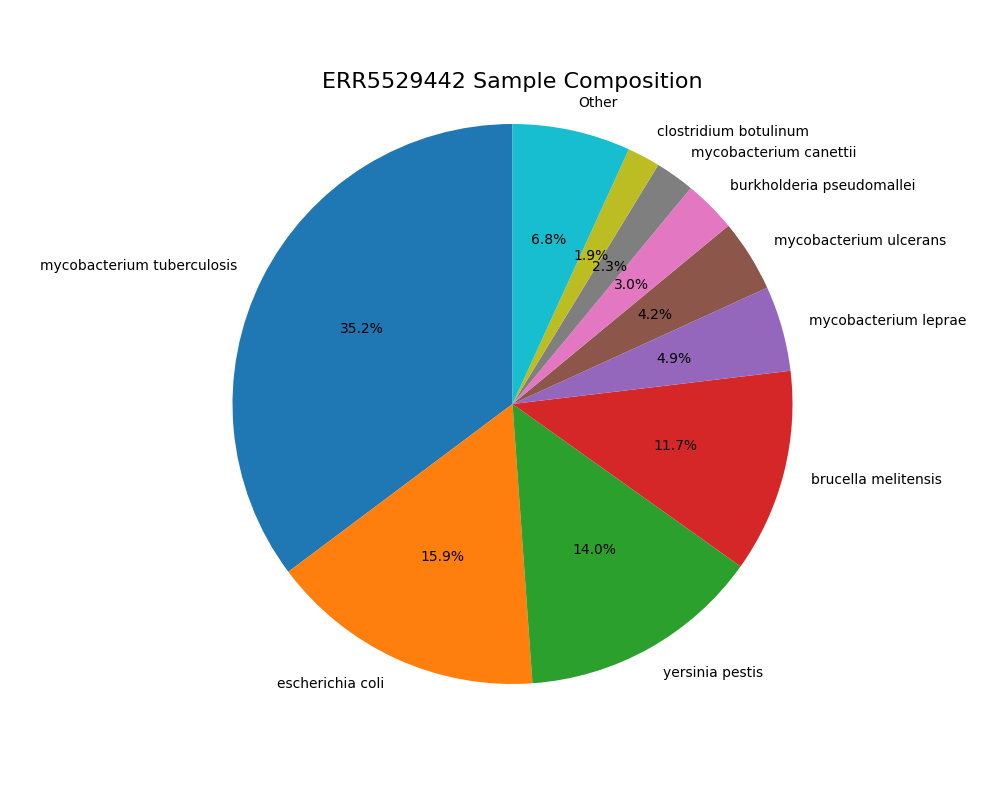 ERR5529442 Sample Composition
Other
clostridium botulinum
mycobacterium canettii
burkholderia pseudomallei
mycobacterium ulcerans
mycobacterium leprae
brucella melitensis
yersinia pestis
escherichia coli
mycobacterium tuberculosis
6.8%
1.9%
2.3%
3.0%
4.2%
4.9%
11.7%
14.0%
15.9%
35.2%